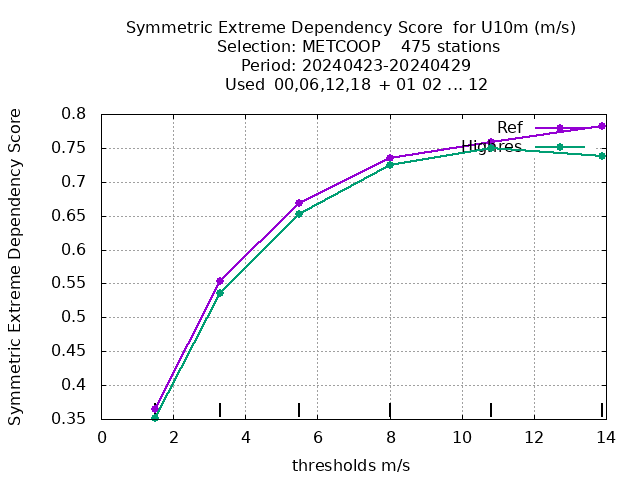 Symmetric Extreme Dependency Score for U10m (m/s)
Selection: METCOOP 475 stations
Period: 20240423-20240429
Used 00,06,12,18 + 01 02 ... 12
Symmetric Extreme Dependency Score
0.8
0.75
0.7
0.65
0.6
0.55
0.5
0.45
0.4
0.35
Ref
Highres
0 2 4 6 8 10 12 14
thresholds m/s